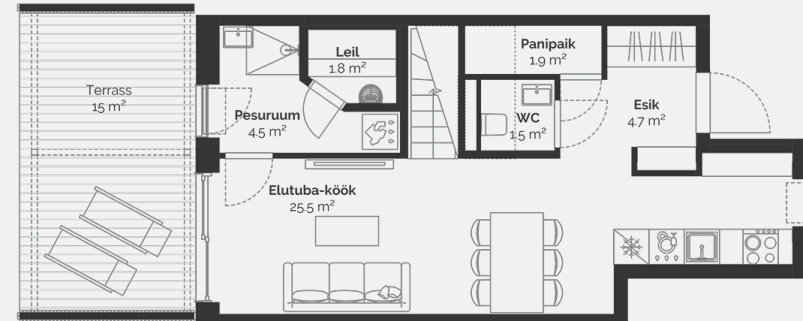 Terrass
15 m²
Pesuruum
4.5 m²
Leil
1.8 m²
Panipaik
1.9 m²
WC
1.5 m²
Esik
4.7 m²
Elutuba-köök
25.5 m²